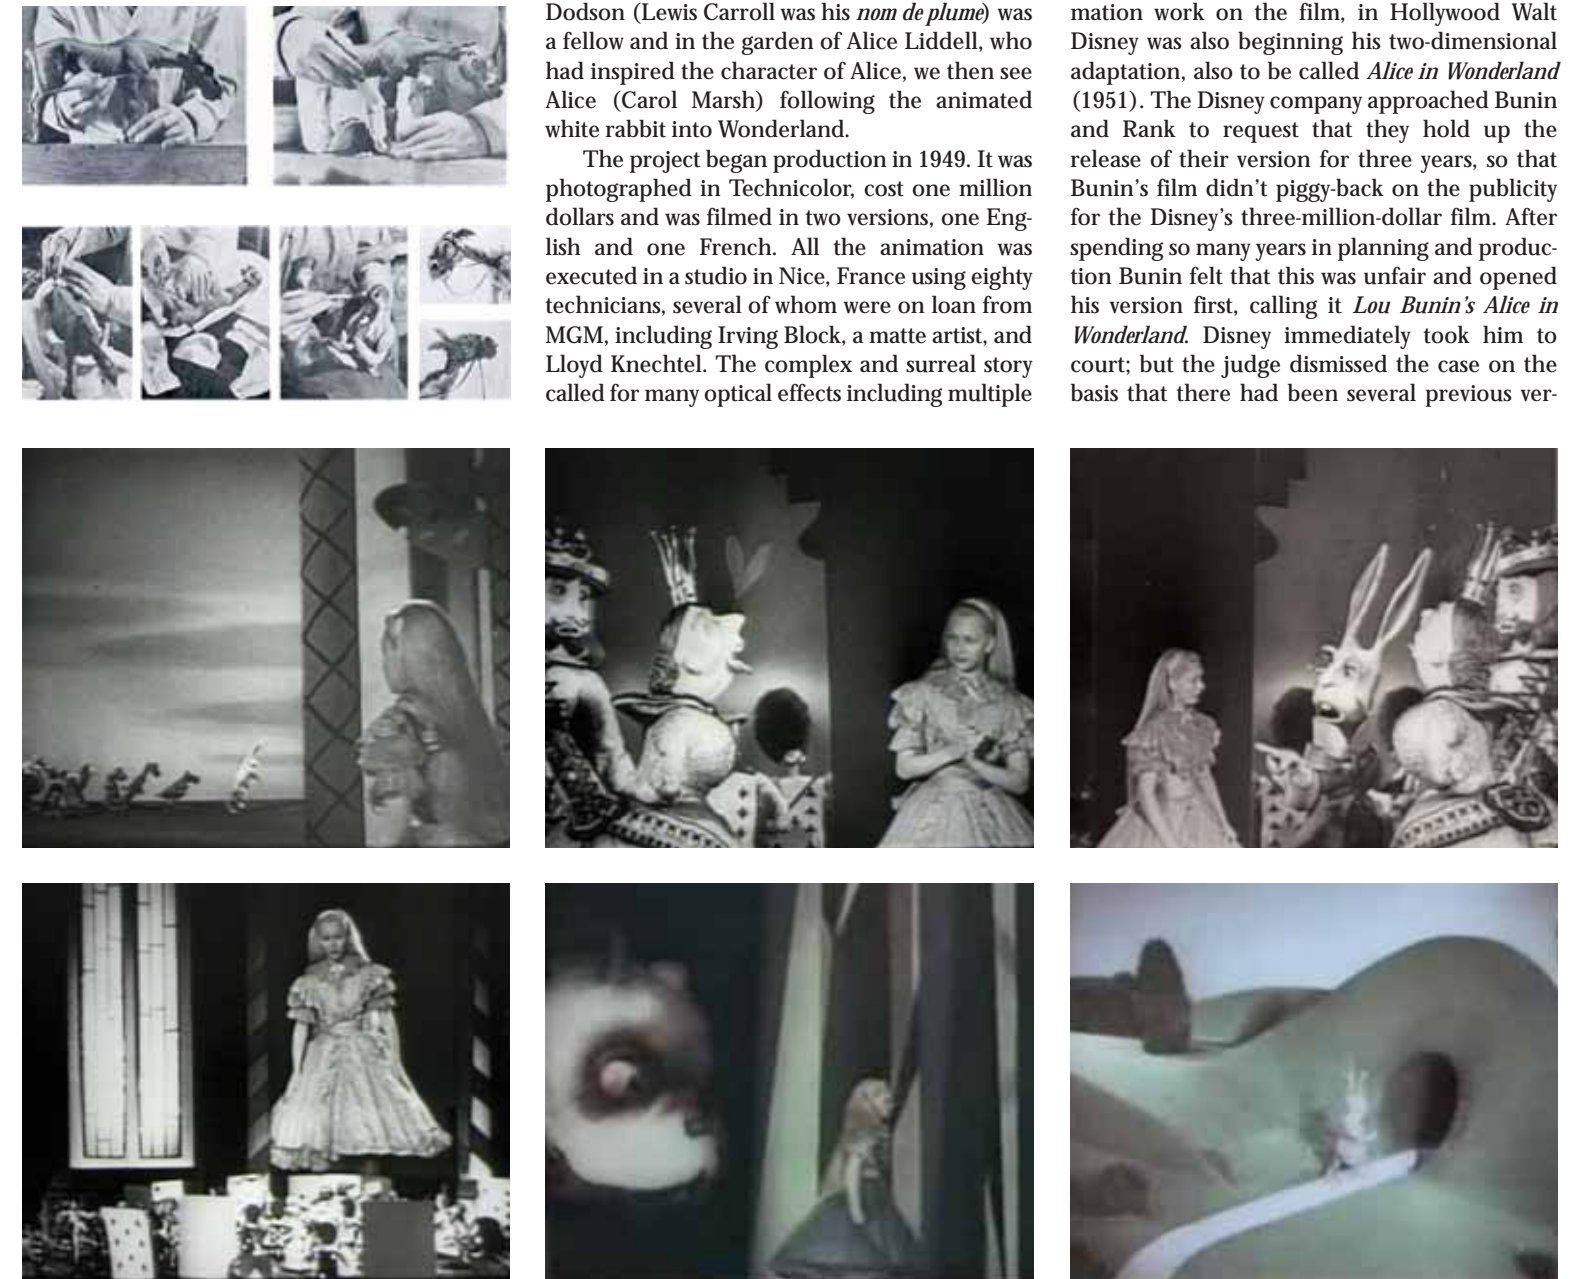 Dodson (Lewis Carroll was his nom de plume) was
a fellow and in the garden of Alice Liddell, who
had inspired the character of Alice, we then see
Alice (Carol Marsh) following the animated
white rabbit into Wonderland.
The project began production in 1949. It was
photographed in Technicolor, cost one million
dollars and was filmed in two versions, one Eng-
lish and one French. All the animation was
executed in a studio in Nice, France using eighty
technicians, several of whom were on loan from
MGM, including Irving Block, a matte artist, and
Lloyd Knechtel. The complex and surreal story
called for many optical effects including multiple
mation work on the film, in Hollywood Walt
Disney was also beginning his two-dimensional
adaptation, also to be called Alice in Wonderland
(1951). The Disney company approached Bunin
and Rank to request that they hold up the
release of their version for three years, so that
Bunin’s film didn’t piggy-back on the publicity
for the Disney’s three-million-dollar film. After
spending so many years in planning and produc-
tion Bunin felt that this was unfair and opened
his version first, calling it Lou Bunin’s Alice in
Wonderland. Disney immediately took him to
court; but the judge dismissed the case on the
basis that there had been several previous ver-